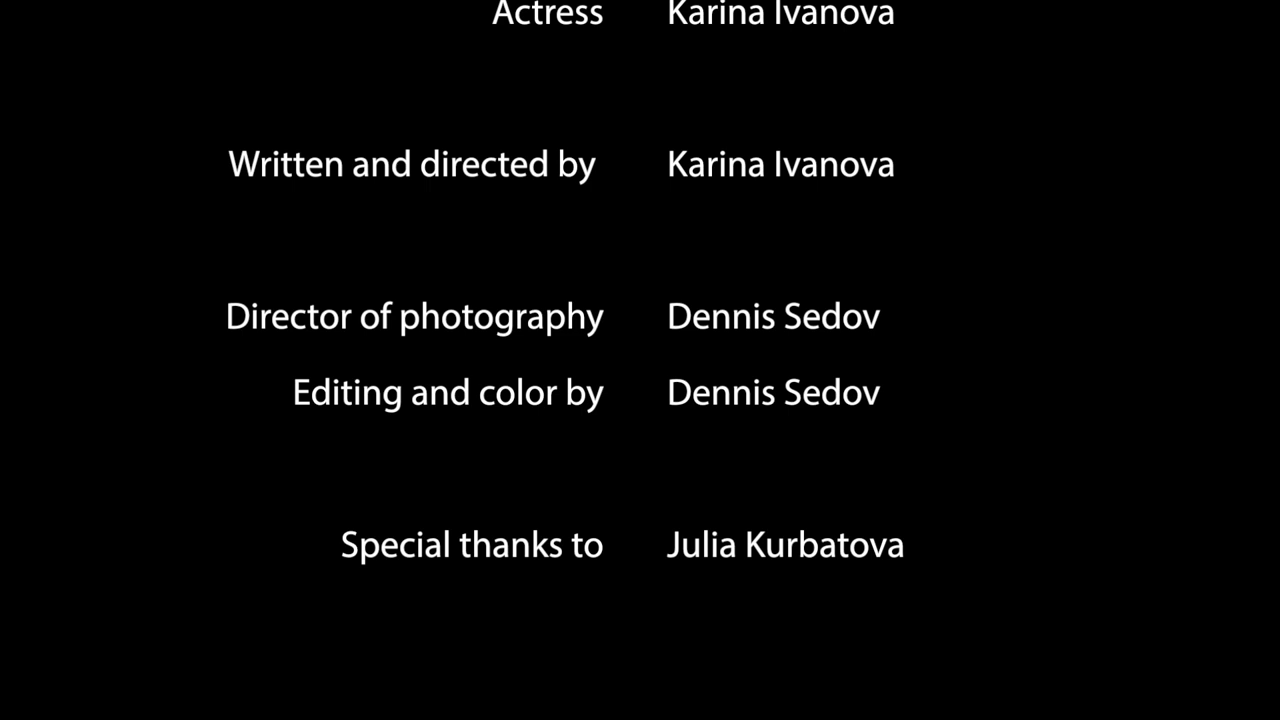 Actress Karina Ivanova
Written and directed by Karina Ivanova
Director of photography Dennis Sedov
Editing and color by Dennis Sedov
Special thanks to Julia Kurbatova